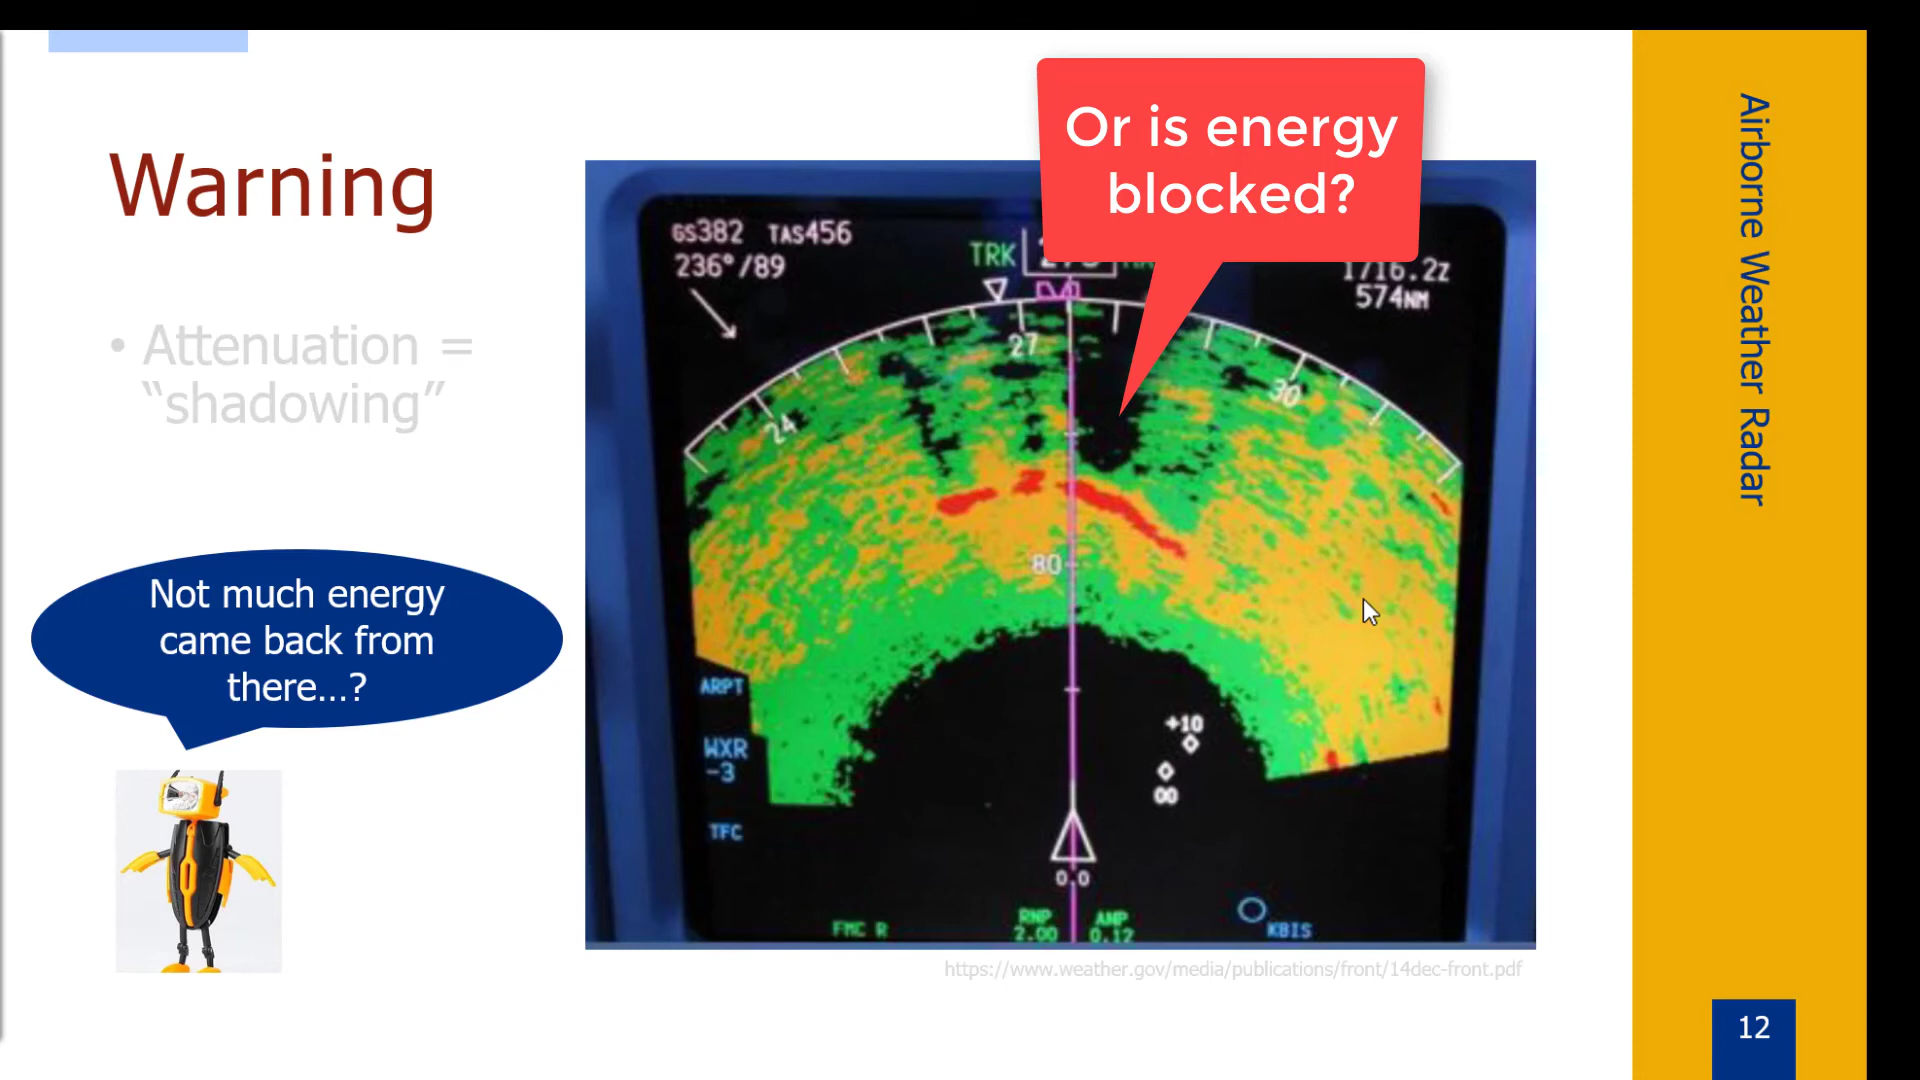 Warning
• Attenuation =
“shadowing”
Not much energy
came back from
there...?
Or is energy
blocked?
GS382 TAS456
236°/89
TRK
1716.2Z
574NM
24
27
30
80
ARPT
WXR
-3
TFC
+10
00
0.0
FMC R
RNP
2.00
ANP
0.12
KBIS
https://www.weather.gov/media/publications/front/14dec-front.pdf
Airborne Weather Radar
12